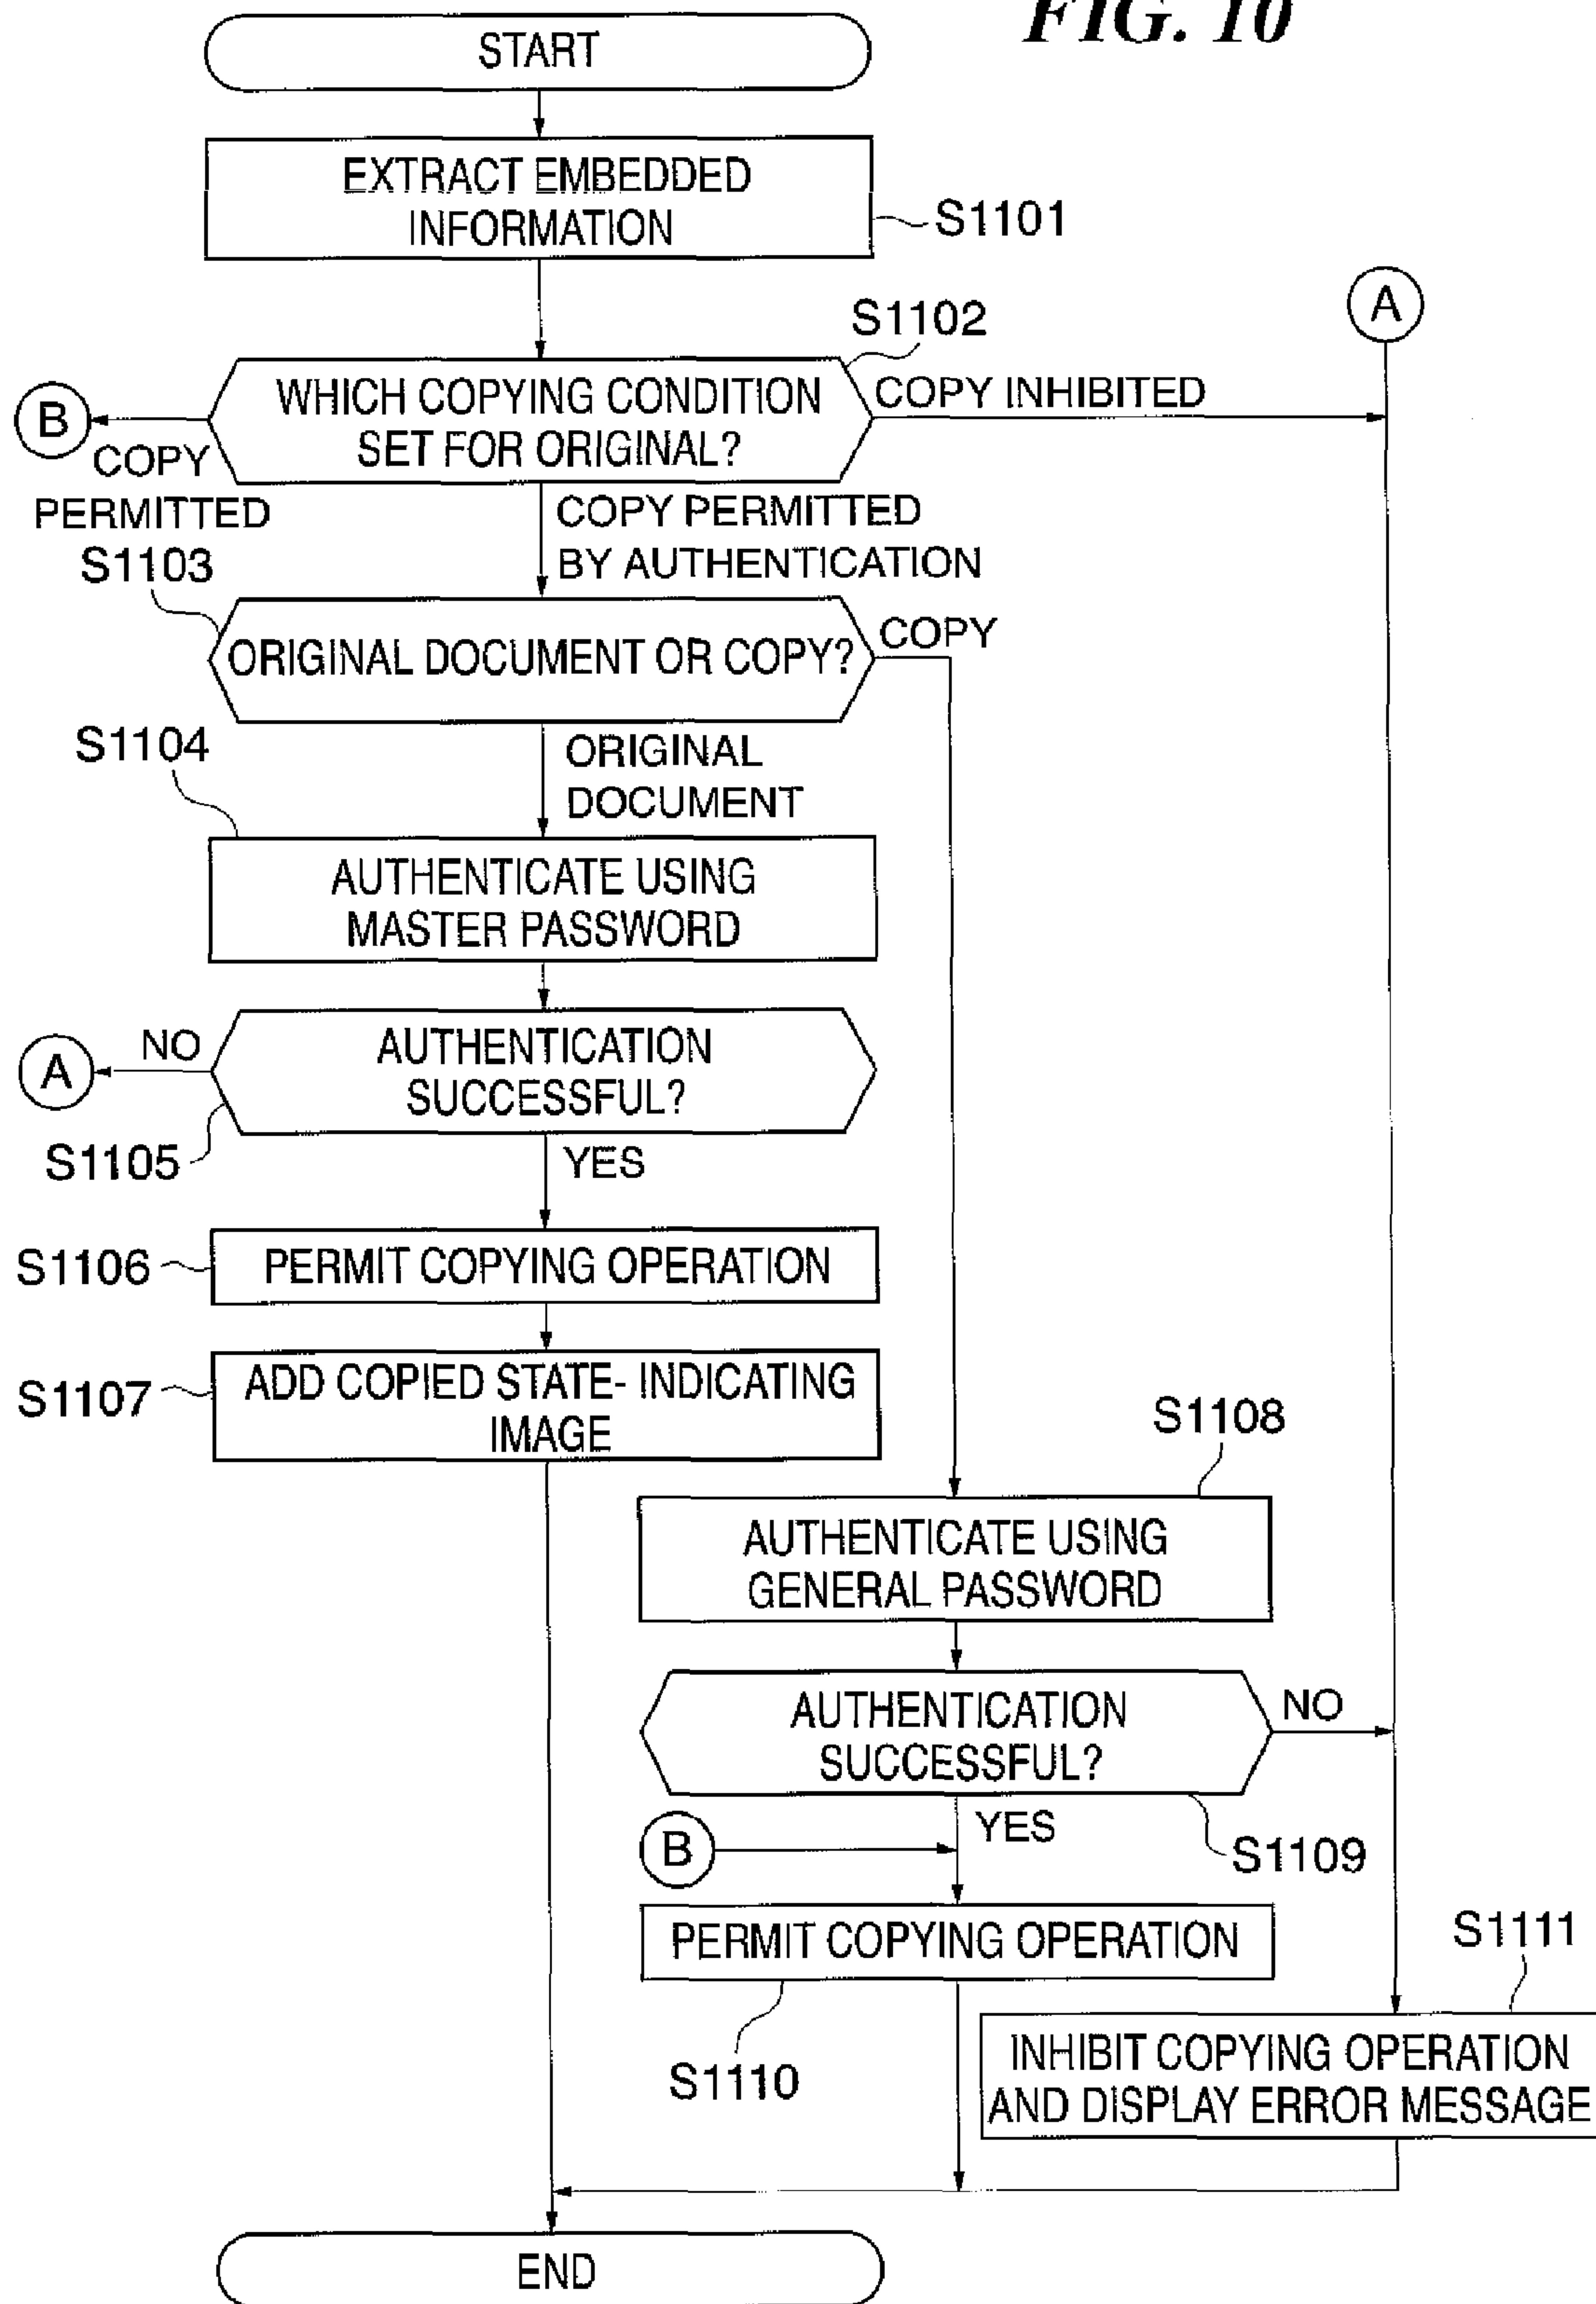 FIG. 10
START
EXTRACT EMBEDDED
INFORMATION
S1101
S1102
A
WHICH COPYING CONDITION
SET FOR ORIGINAL?
COPY INHIBITED
B
COPY
PERMITTED
COPY PERMITTED
BY AUTHENTICATION
S1103
ORIGINAL DOCUMENT OR COPY?
COPY
S1104
ORIGINAL
DOCUMENT
AUTHENTICATE USING
MASTER PASSWORD
A
NO
AUTHENTICATION
SUCCESSFUL?
S1105
YES
S1106
PERMIT COPYING OPERATION
S1107
ADD COPIED STATE- INDICATING
IMAGE
S1108
AUTHENTICATE USING
GENERAL PASSWORD
AUTHENTICATION
SUCCESSFUL?
NO
YES
B
S1109
PERMIT COPYING OPERATION
S1110
S1111
INHIBIT COPYING OPERATION
AND DISPLAY ERROR MESSAGE
END